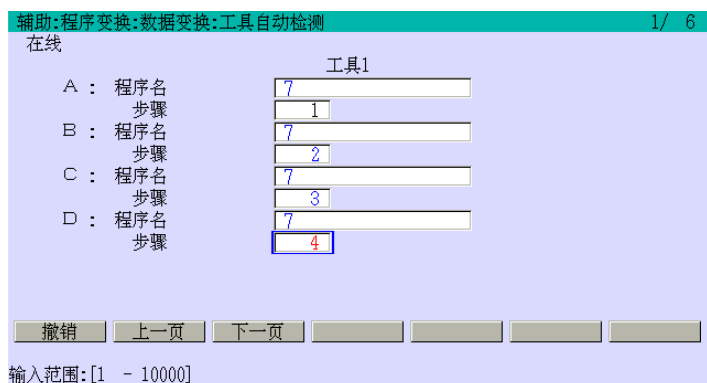 辅助:程序变换:数据变换:工具自动检测 1/ 6
在线
工具1
A : 程序名 7
步骤 1
B : 程序名 7
步骤 2
C : 程序名 7
步骤 3
D : 程序名 7
步骤 4
撤销 上一页 下一页
输入范围:[1 - 10000]